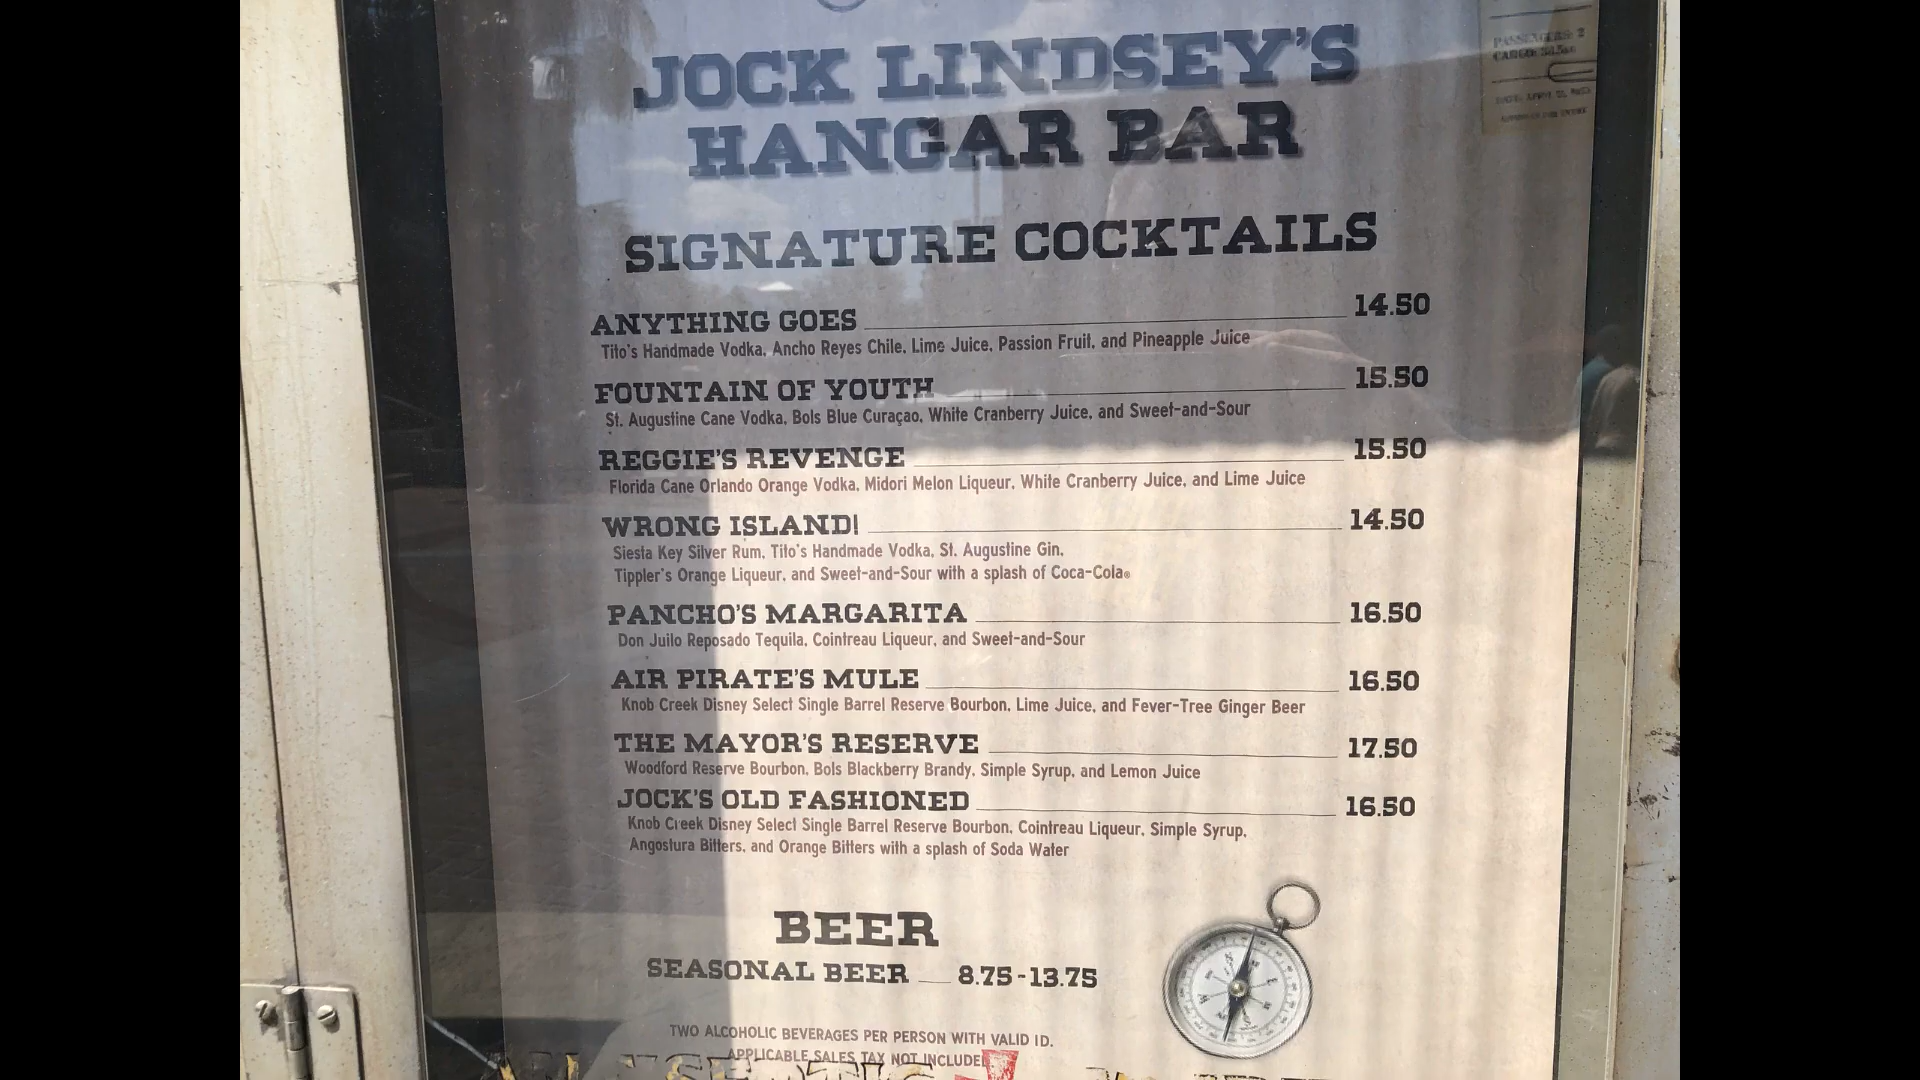 PASSENGERS: 2
JOCK LINDSEY'S
HANGAR BAR
SIGNATURE COCKTAILS
ANYTHING GOES 14.50
Tito's Handmade Vodka, Ancho Reyes Chile, Lime Juice, Passion Fruit, and Pineapple Juice
FOUNTAIN OF YOUTH 15.50
St. Augustine Cane Vodka, Bols Blue Curaçao, White Cranberry Juice, and Sweet-and-Sour
REGGIE'S REVENGE 15.50
Florida Cane Orlando Orange Vodka, Midori Melon Liqueur, White Cranberry Juice, and Lime Juice
WRONG ISLAND! 14.50
Siesta Key Silver Rum, Tito's Handmade Vodka, St. Augustine Gin,
Tippler's Orange Liqueur, and Sweet-and-Sour with a splash of Coca-Cola®
PANCHO'S MARGARITA 16.50
Don Juilo Reposado Tequila, Cointreau Liqueur, and Sweet-and-Sour
AIR PIRATE'S MULE 16.50
Knob Creek Disney Select Single Barrel Reserve Bourbon, Lime Juice, and Fever-Tree Ginger Beer
THE MAYOR'S RESERVE 17.50
Woodford Reserve Bourbon, Bols Blackberry Brandy, Simple Syrup, and Lemon Juice
JOCK'S OLD FASHIONED 16.50
Knob Creek Disney Select Single Barrel Reserve Bourbon, Cointreau Liqueur, Simple Syrup,
Angostura Bitters, and Orange Bitters with a splash of Soda Water
BEER
SEASONAL BEER 8.75-13.75
TWO ALCOHOLIC BEVERAGES PER PERSON WITH VALID ID.
APPLICABLE SALES TAX NOT INCLUDE